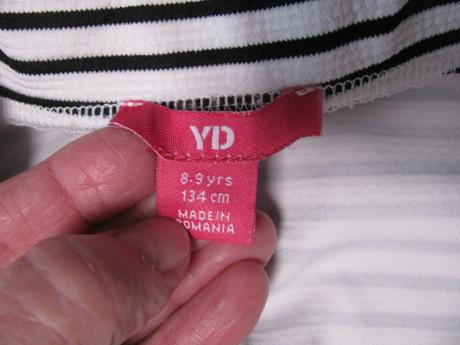 YD
8-9 yrs
134 cm
MADE IN
ROMANIA